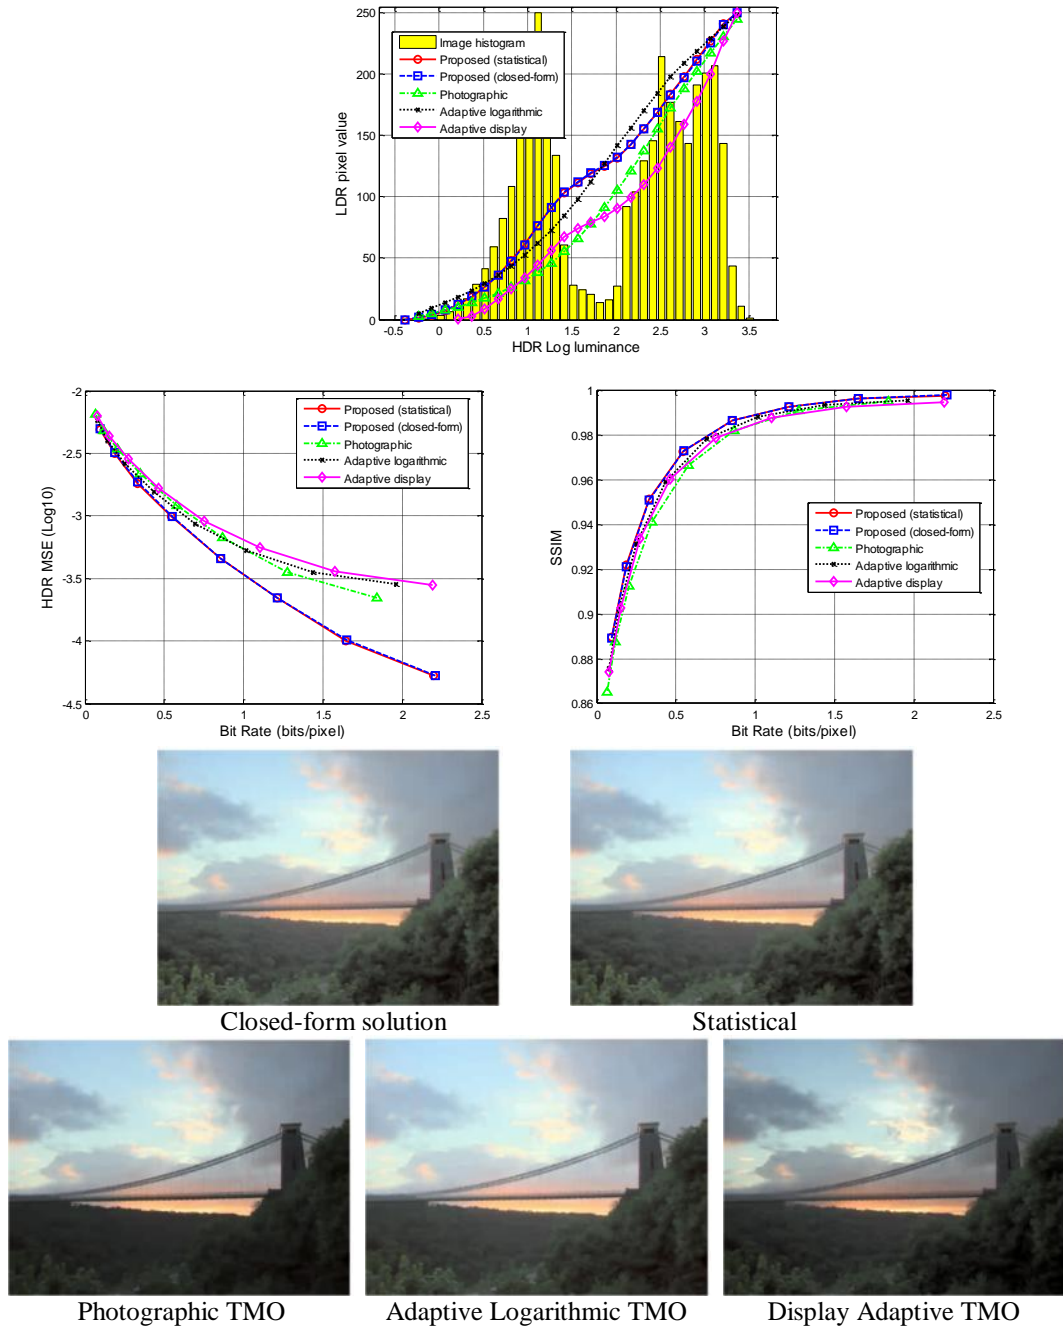 250
200
150
100
50
0
LDR pixel value
Image histogram
Proposed (statistical)
Proposed (closed-form)
Photographic
Adaptive logarithmic
Adaptive display
-0.5 0 0.5 1 1.5 2 2.5 3 3.5
HDR Log luminance
-2
-2.5
-3
-3.5
-4
-4.5
HDR MSE (Log10)
Proposed (statistical)
Proposed (closed-form)
Photographic
Adaptive logarithmic
Adaptive display
0 0.5 1 1.5 2 2.5
Bit Rate (bits/pixel)
1
0.98
0.96
0.94
0.92
0.9
0.88
0.86
SSIM
Proposed (statistical)
Proposed (closed-form)
Photographic
Adaptive logarithmic
Adaptive display
0 0.5 1 1.5 2 2.5
Bit Rate (bits/pixel)
Closed-form solution
Statistical
Photographic TMO
Adaptive Logarithmic TMO
Display Adaptive TMO